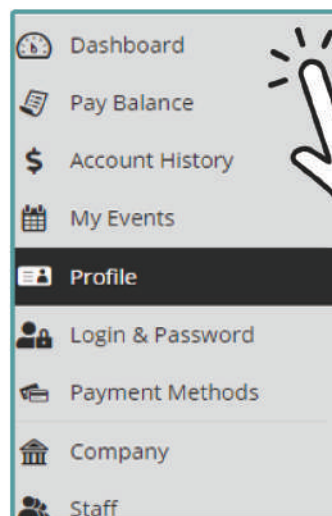 Dashboard
Pay Balance
$ Account History
My Events
Profile
Login & Password
Payment Methods
Company
Staff